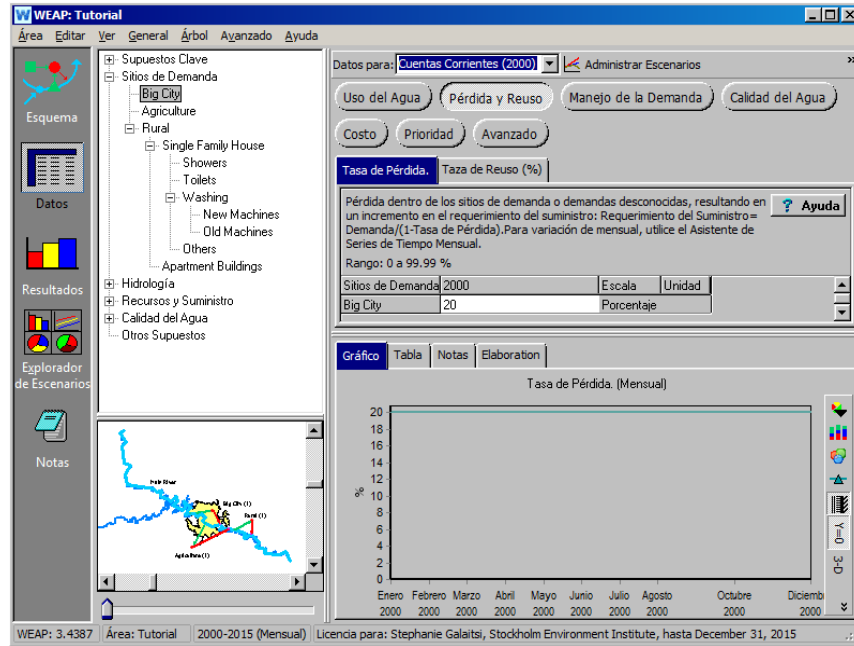 WEAP: Tutorial
Área Editar Ver General Árbol Avanzado Ayuda
Esquema
Datos
Resultados
Explorador
de Escenarios
Notas
Supuestos Clave
Sitios de Demanda
Big City
Agriculture
Rural
Single Family House
Showers
Toilets
Washing
New Machines
Old Machines
Others
Apartment Buildings
Hidrología
Recursos y Suministro
Calidad del Agua
Otros Supuestos
Main River
Big City (1)
Rural (1)
Agriculture (1)
Datos para: Cuentas Corrientes (2000) Administrar Escenarios »
Uso del Agua Pérdida y Reuso Manejo de la Demanda Calidad del Agua
Costo Prioridad Avanzado
Tasa de Pérdida. Taza de Reuso (%)
Pérdida dentro de los sitios de demanda o demandas desconocidas, resultando en
un incremento en el requerimiento del suministro: Requerimiento del Suministro=
Demanda/(1-Tasa de Pérdida).Para variación de mensual, utilice el Asistente de
Series de Tiempo Mensual.
? Ayuda
Rango: 0 a 99.99 %
Sitios de Demanda 2000 Escala Unidad
Big City 20 Porcentaje
Gráfico Tabla Notas Elaboration
Tasa de Pérdida. (Mensual)
20
18
16
14
12
10
8
6
4
2
0
%
Enero Febrero Marzo Abril Mayo Junio Julio Agosto Octubre Diciemb
2000 2000 2000 2000 2000 2000 2000 2000 2000 2000
Y=0
3-D
WEAP: 3.4387 Área: Tutorial 2000-2015 (Mensual) Licencia para: Stephanie Galaitsi, Stockholm Environment Institute, hasta December 31, 2015